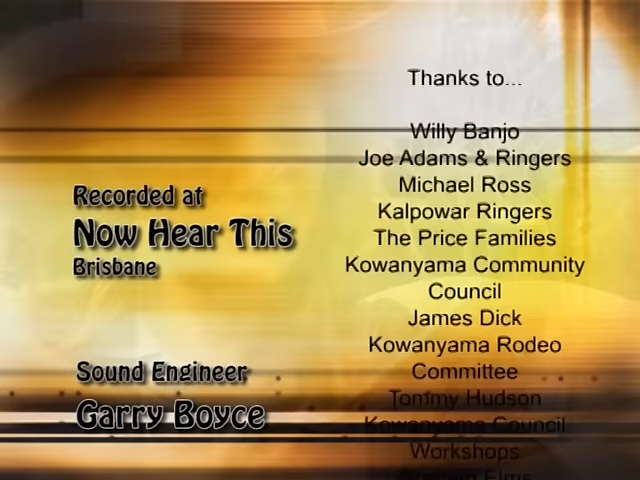 Thanks to...
Willy Banjo
Joe Adams & Ringers
Michael Ross
Kalpowar Ringers
The Price Families
Kowanyama Community
Council
James Dick
Kowanyama Rodeo
Committee
Hudson
Kowanyama Council
Workshops
Elms
Recorded at
Now Hear This
Brisbane
Sound Engineer
Garry Boyce